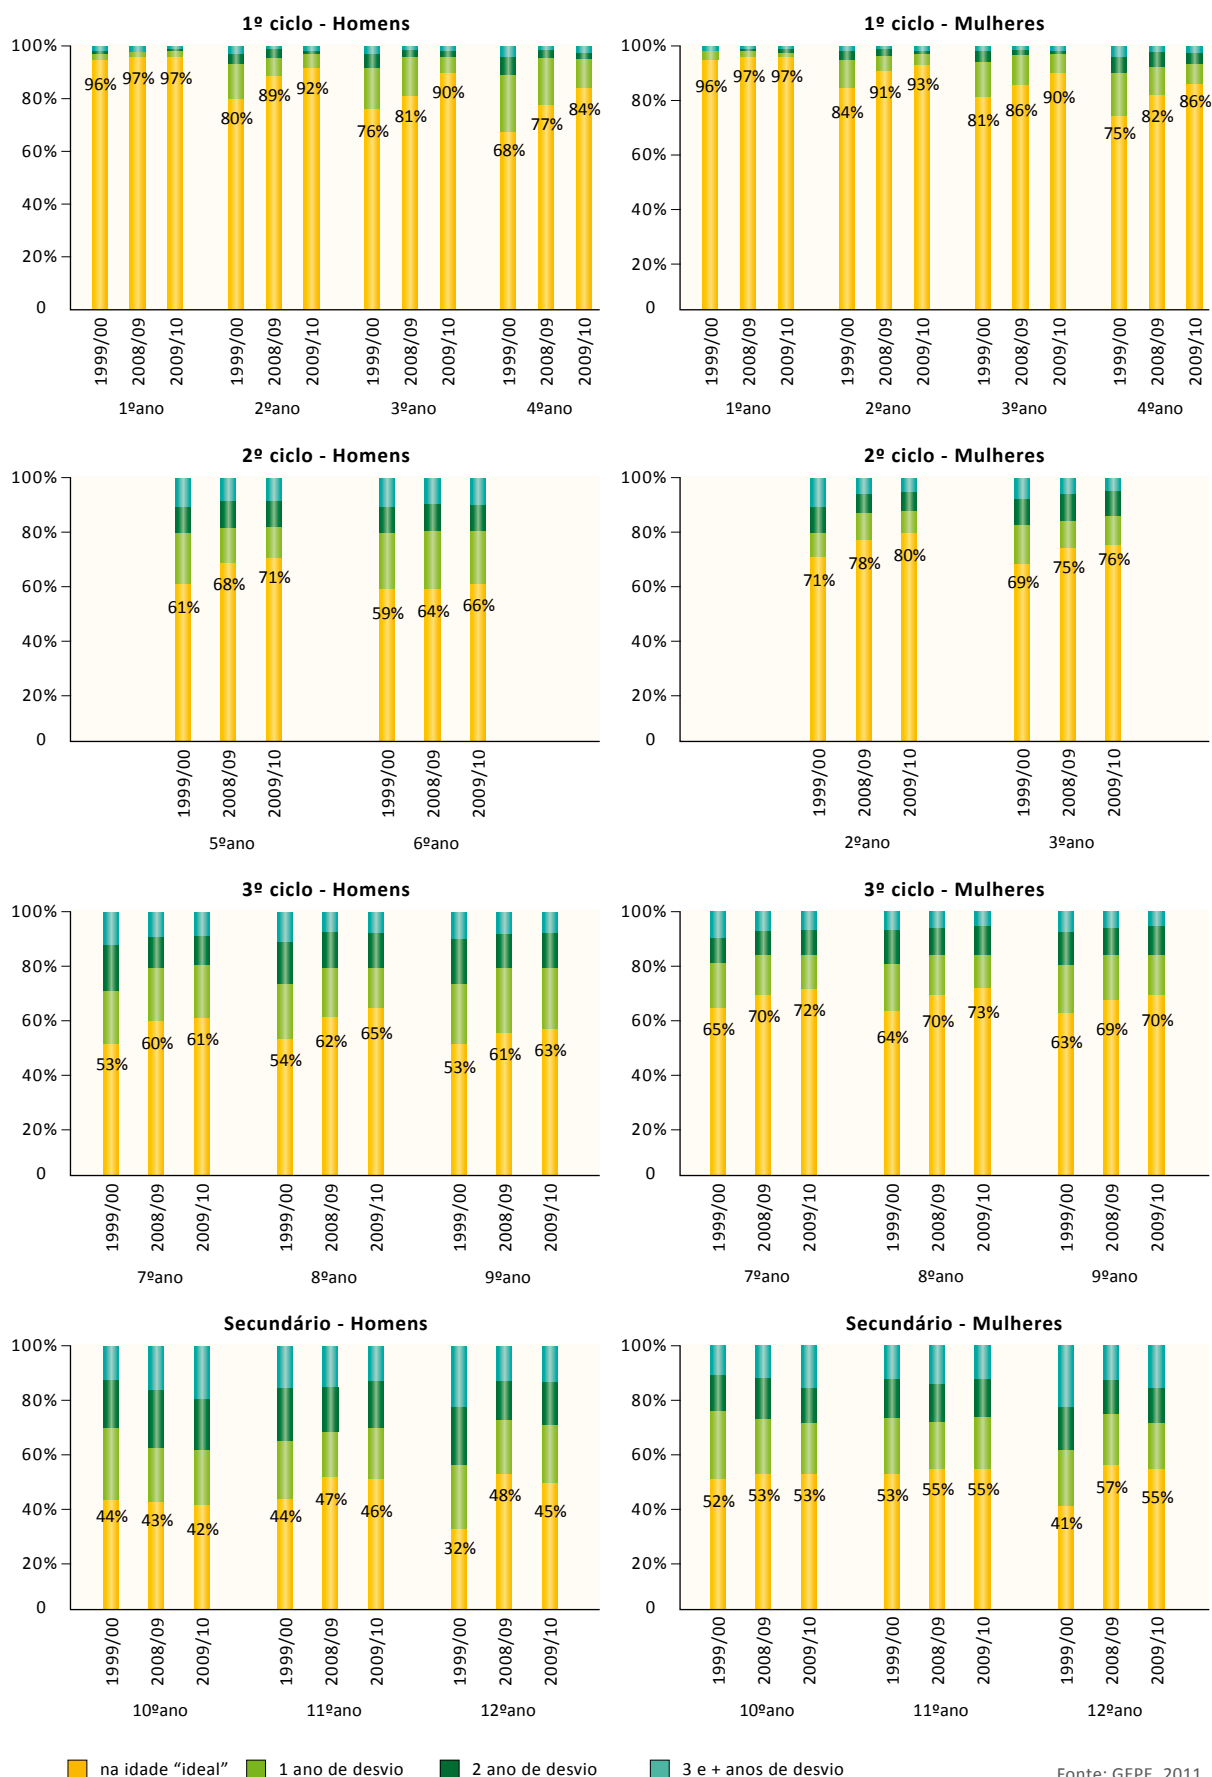 1º ciclo - Homens
100%
80%
60%
40%
20%
0
96% 97% 97% 80% 89% 92% 76% 81% 90% 68% 77% 84%
1999/00 2008/09 2009/10 1999/00 2008/09 2009/10 1999/00 2008/09 2009/10 1999/00 2008/09 2009/10
1ºano 2ºano 3ºano 4ºano
1º ciclo - Mulheres
100%
80%
60%
40%
20%
0
96% 97% 97% 84% 91% 93% 81% 86% 90% 75% 82% 86%
1999/00 2008/09 2009/10 1999/00 2008/09 2009/10 1999/00 2008/09 2009/10 1999/00 2008/09 2009/10
1ºano 2ºano 3ºano 4ºano
2º ciclo - Homens
100%
80%
60%
40%
20%
0
61% 68% 71% 59% 64% 66%
1999/00 2008/09 2009/10 1999/00 2008/09 2009/10
5ºano 6ºano
2º ciclo - Mulheres
100%
80%
60%
40%
20%
0
71% 78% 80% 69% 75% 76%
1999/00 2008/09 2009/10 1999/00 2008/09 2009/10
2ºano 3ºano
3º ciclo - Homens
100%
80%
60%
40%
20%
0
53% 60% 61% 54% 62% 65% 53% 61% 63%
1999/00 2008/09 2009/10 1999/00 2008/09 2009/10 1999/00 2008/09 2009/10
7ºano 8ºano 9ºano
3º ciclo - Mulheres
100%
80%
60%
40%
20%
0
65% 70% 72% 64% 70% 73% 63% 69% 70%
1999/00 2008/09 2009/10 1999/00 2008/09 2009/10 1999/00 2008/09 2009/10
7ºano 8ºano 9ºano
Secundário - Homens
100%
80%
60%
40%
20%
0
44% 43% 42% 44% 47% 46% 32% 48% 45%
1999/00 2008/09 2009/10 1999/00 2008/09 2009/10 1999/00 2008/09 2009/10
10ºano 11ºano 12ºano
Secundário - Mulheres
100%
80%
60%
40%
20%
0
52% 53% 53% 53% 55% 55% 41% 57% 55%
1999/00 2008/09 2009/10 1999/00 2008/09 2009/10 1999/00 2008/09 2009/10
10ºano 11ºano 12ºano
na idade “ideal” 1 ano de desvio 2 ano de desvio 3 e + anos de desvio
Fonte: GEPE, 2011